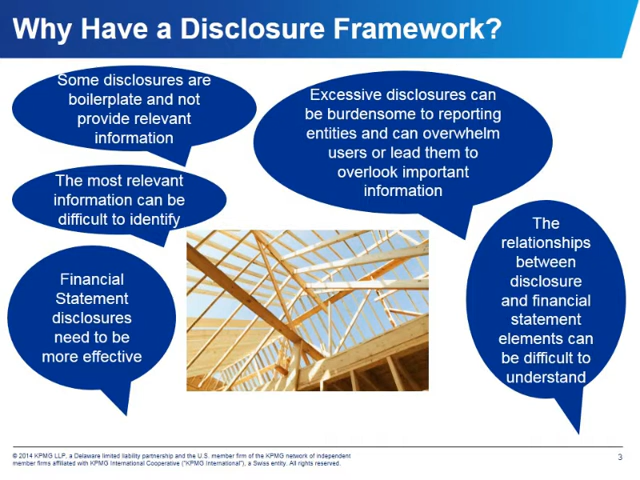 Why Have a Disclosure Framework?
Some disclosures are
boilerplate and not
provide relevant
information
Excessive disclosures can
be burdensome to reporting
entities and can overwhelm
users or lead them to
overlook important
information
The most relevant
information can be
difficult to identify
The
relationships
between
disclosure
and financial
statement
elements can
be difficult to
understand
Financial
Statement
disclosures
need to be
more effective
© 2014 KPMG LLP, a Delaware limited liability partnership and the U.S. member firm of the KPMG network of independent
member firms affiliated with KPMG International Cooperative ("KPMG International"), a Swiss entity. All rights reserved.
3